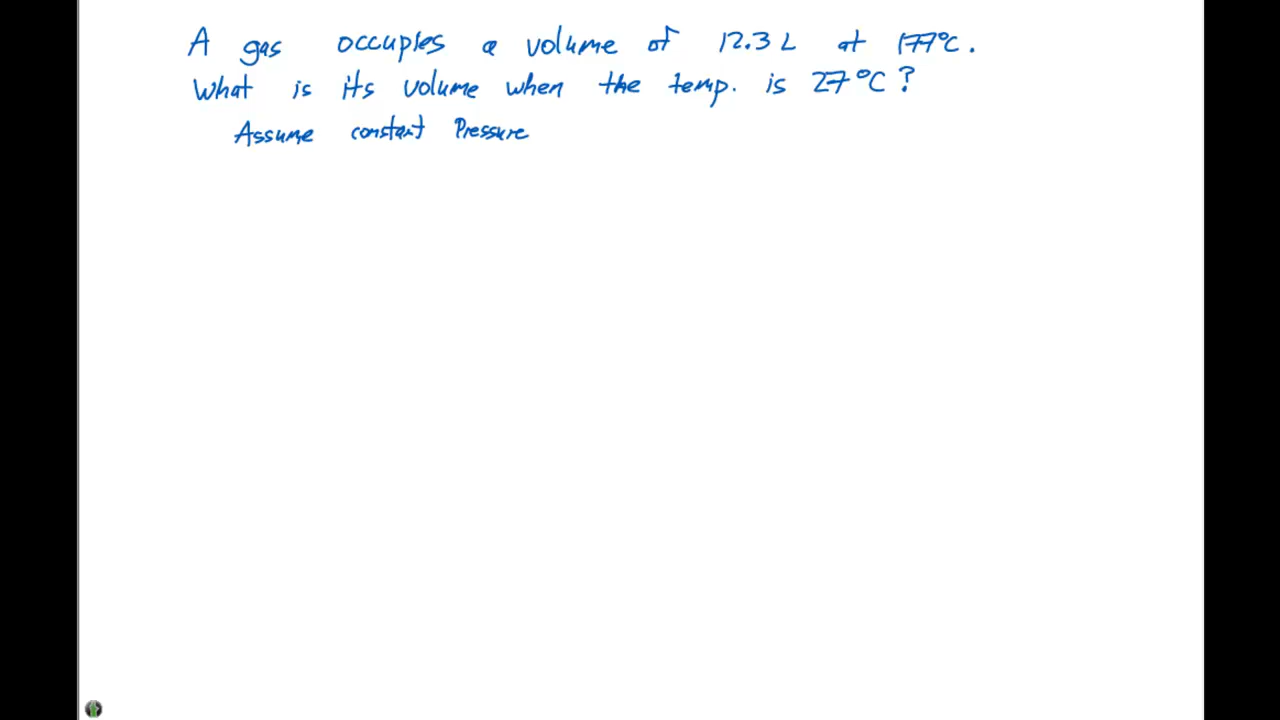 A gas occupies a volume of 12.3 L at 177°C.
What is its volume when the temp. is 27°C?
Assume constant Pressure